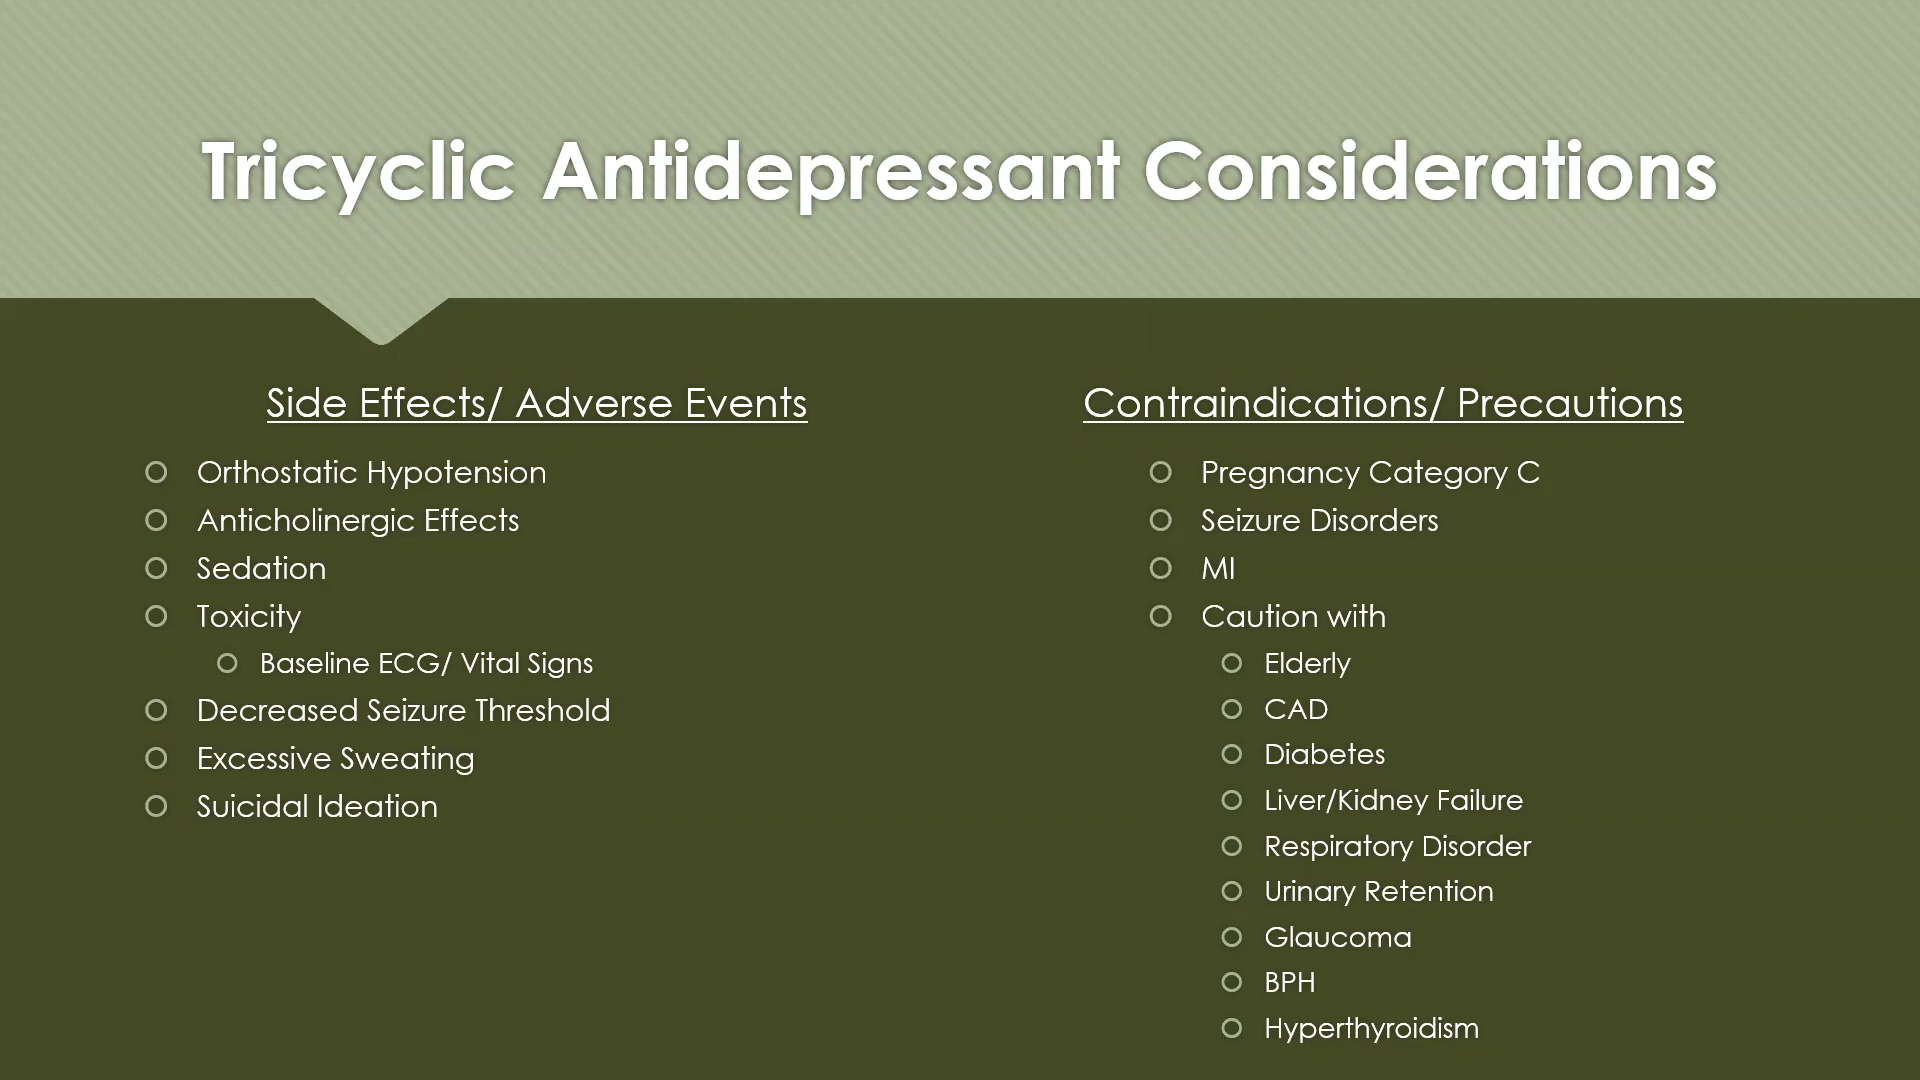 Tricyclic Antidepressant Considerations
Side Effects/ Adverse Events
Orthostatic Hypotension
Anticholinergic Effects
Sedation
Toxicity
Baseline ECG/ Vital Signs
Decreased Seizure Threshold
Excessive Sweating
Suicidal Ideation
Contraindications/ Precautions
Pregnancy Category C
Seizure Disorders
MI
Caution with
Elderly
CAD
Diabetes
Liver/Kidney Failure
Respiratory Disorder
Urinary Retention
Glaucoma
BPH
Hyperthyroidism